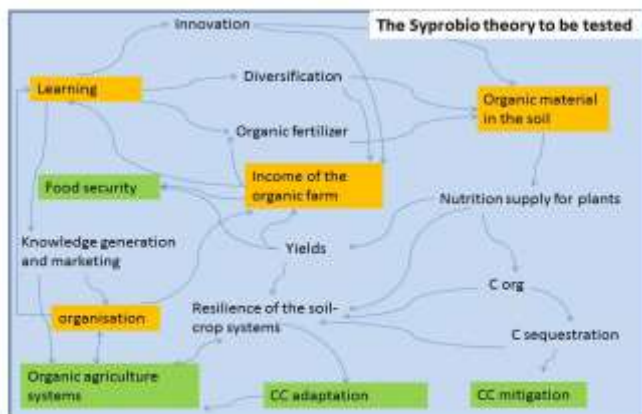 The Syprobio theory to be tested
Innovation
Learning
Diversification
Organic material
in the soil
Organic fertilizer
Income of the
organic farm
Food security
Nutrition supply for plants
Knowledge generation
and marketing
Yields
C org
organisation
Resilience of the soil-
crop systems
C sequestration
Organic agriculture
systems
CC adaptation
CC mitigation